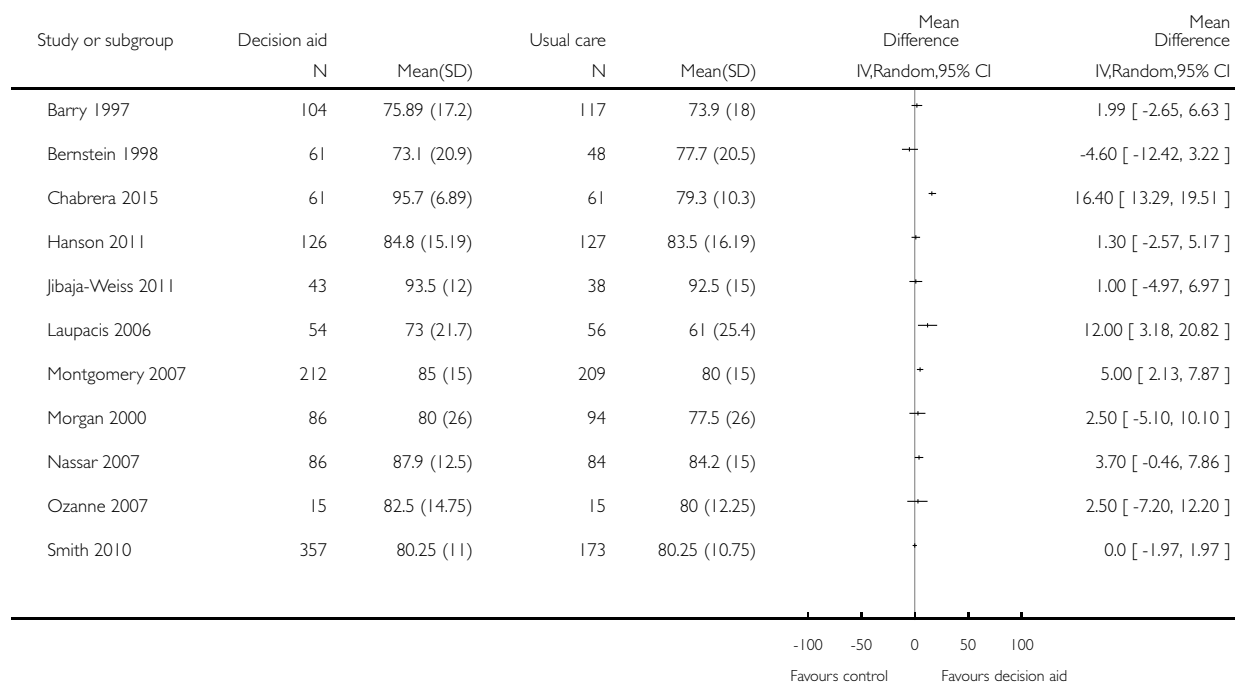 Mean Mean
Study or subgroup Decision aid Usual care Difference Difference
N Mean(SD) N Mean(SD) IV,Random,95% CI IV,Random,95% CI
Barry 1997 104 75.89 (17.2) 117 73.9 (18) 1.99 [ -2.65, 6.63 ]
Bernstein 1998 61 73.1 (20.9) 48 77.7 (20.5) -4.60 [ -12.42, 3.22 ]
Chabrera 2015 61 95.7 (6.89) 61 79.3 (10.3) 16.40 [ 13.29, 19.51 ]
Hanson 2011 126 84.8 (15.19) 127 83.5 (16.19) 1.30 [ -2.57, 5.17 ]
Jibaja-Weiss 2011 43 93.5 (12) 38 92.5 (15) 1.00 [ -4.97, 6.97 ]
Laupacis 2006 54 73 (21.7) 56 61 (25.4) 12.00 [ 3.18, 20.82 ]
Montgomery 2007 212 85 (15) 209 80 (15) 5.00 [ 2.13, 7.87 ]
Morgan 2000 86 80 (26) 94 77.5 (26) 2.50 [ -5.10, 10.10 ]
Nassar 2007 86 87.9 (12.5) 84 84.2 (15) 3.70 [ -0.46, 7.86 ]
Ozanne 2007 15 82.5 (14.75) 15 80 (12.25) 2.50 [ -7.20, 12.20 ]
Smith 2010 357 80.25 (11) 173 80.25 (10.75) 0.0 [ -1.97, 1.97 ]
-100 -50 0 50 100
Favours control Favours decision aid